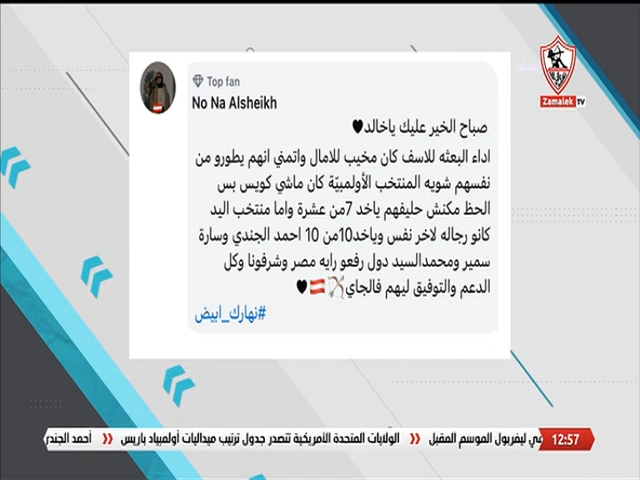 Zamalek TV
Top fan
No Na Alsheikh
صباح الخير عليك ياخالد🖤
اداء البعثه للاسف كان مخيب للامال واتمني انهم يطورو من
نفسهم شويه المنتخب الأولمبيّة كان ماشي كويس بس
الحظ مكنش حليفهم ياخد 7من عشرة واما منتخب اليد
كانو رجاله لاخر نفس وياخد10من 10 احمد الجندي وسارة
سمير ومحمدالسيد دول رفعو رايه مصر وشرفونا وكل
الدعم والتوفيق ليهم فالجاي🏹🇦🇹🖤
#نهارك_ابيض
12:57 في ليفربول الموسم المقبل » الولايات المتحدة الأمريكية تتصدر جدول ترتيب ميداليات أولمبياد باريس » أحمد الجندي